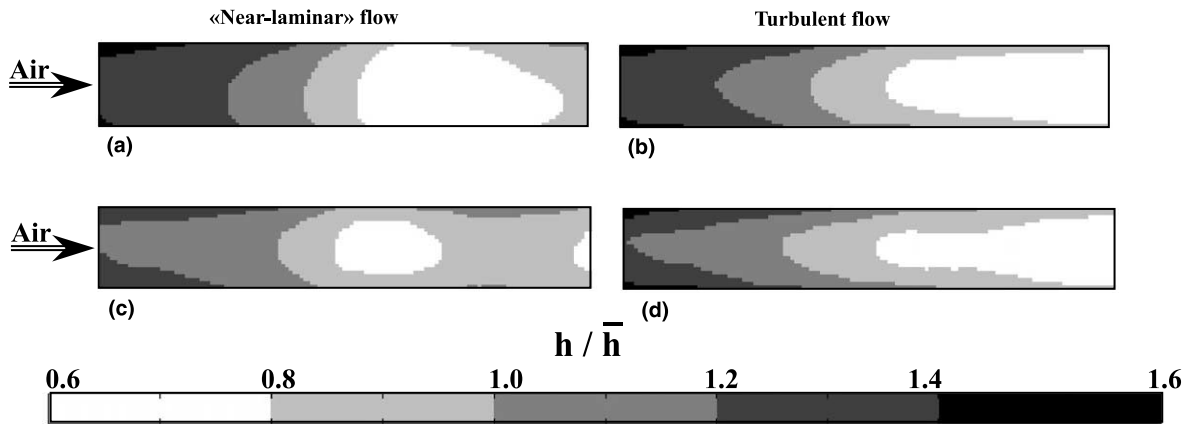 «Near-laminar» flow
Turbulent flow
Air
(a)
(b)
Air
(c)
(d)
h / h̅
0.6 0.8 1.0 1.2 1.4 1.6